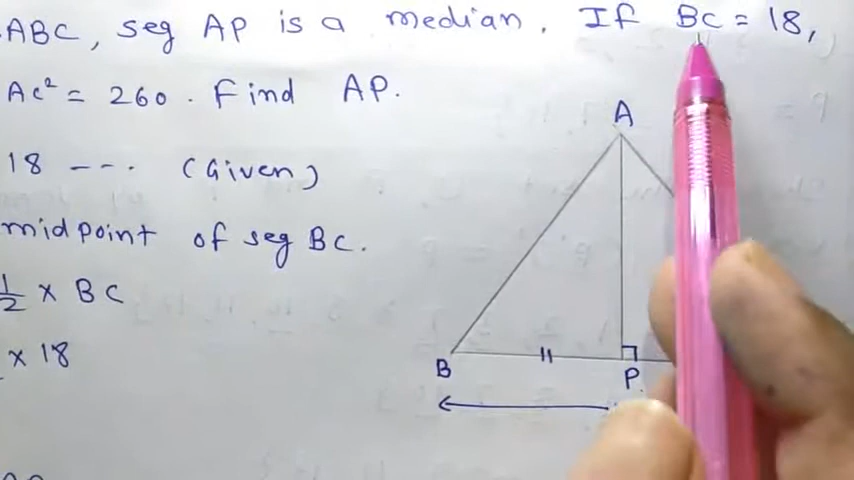 ABC, seg AP is a median. If BC = 18,
AC² = 260. Find AP.
18 --- (Given)
midpoint of seg BC.
1/2 × BC
× 18
A
B
P